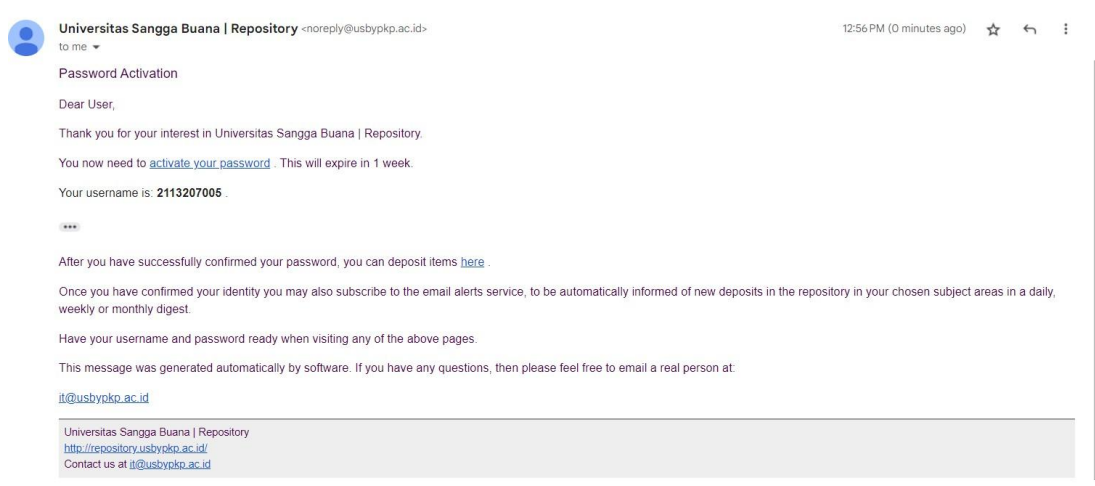 Universitas Sangga Buana | Repository <noreply@usbypkp.ac.id>
12:56 PM (0 minutes ago)
to me
Password Activation
Dear User,
Thank you for your interest in Universitas Sangga Buana | Repository.
You now need to activate your password . This will expire in 1 week.
Your username is: 2113207005 .
After you have successfully confirmed your password, you can deposit items here .
Once you have confirmed your identity you may also subscribe to the email alerts service, to be automatically informed of new deposits in the repository in your chosen subject areas in a daily,
weekly or monthly digest.
Have your username and password ready when visiting any of the above pages.
This message was generated automatically by software. If you have any questions, then please feel free to email a real person at:
it@usbypkp.ac.id
Universitas Sangga Buana | Repository
http://repository.usbypkp.ac.id/
Contact us at it@usbypkp.ac.id